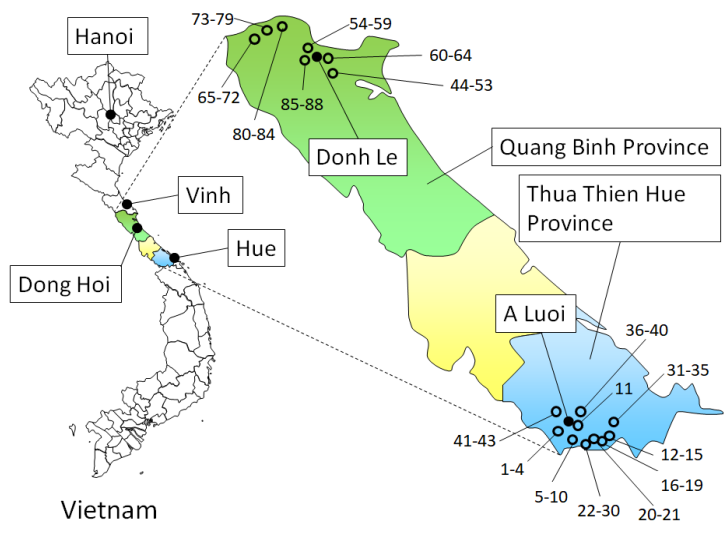 73-79
54-59
Hanoi
60-64
44-53
65-72
85-88
80-84
Donh Le
Quang Binh Province
Vinh
Thua Thien Hue
Province
Hue
Dong Hoi
A Luoi
36-40
31-35
11
41-43
12-15
1-4
16-19
5-10
20-21
22-30
Vietnam